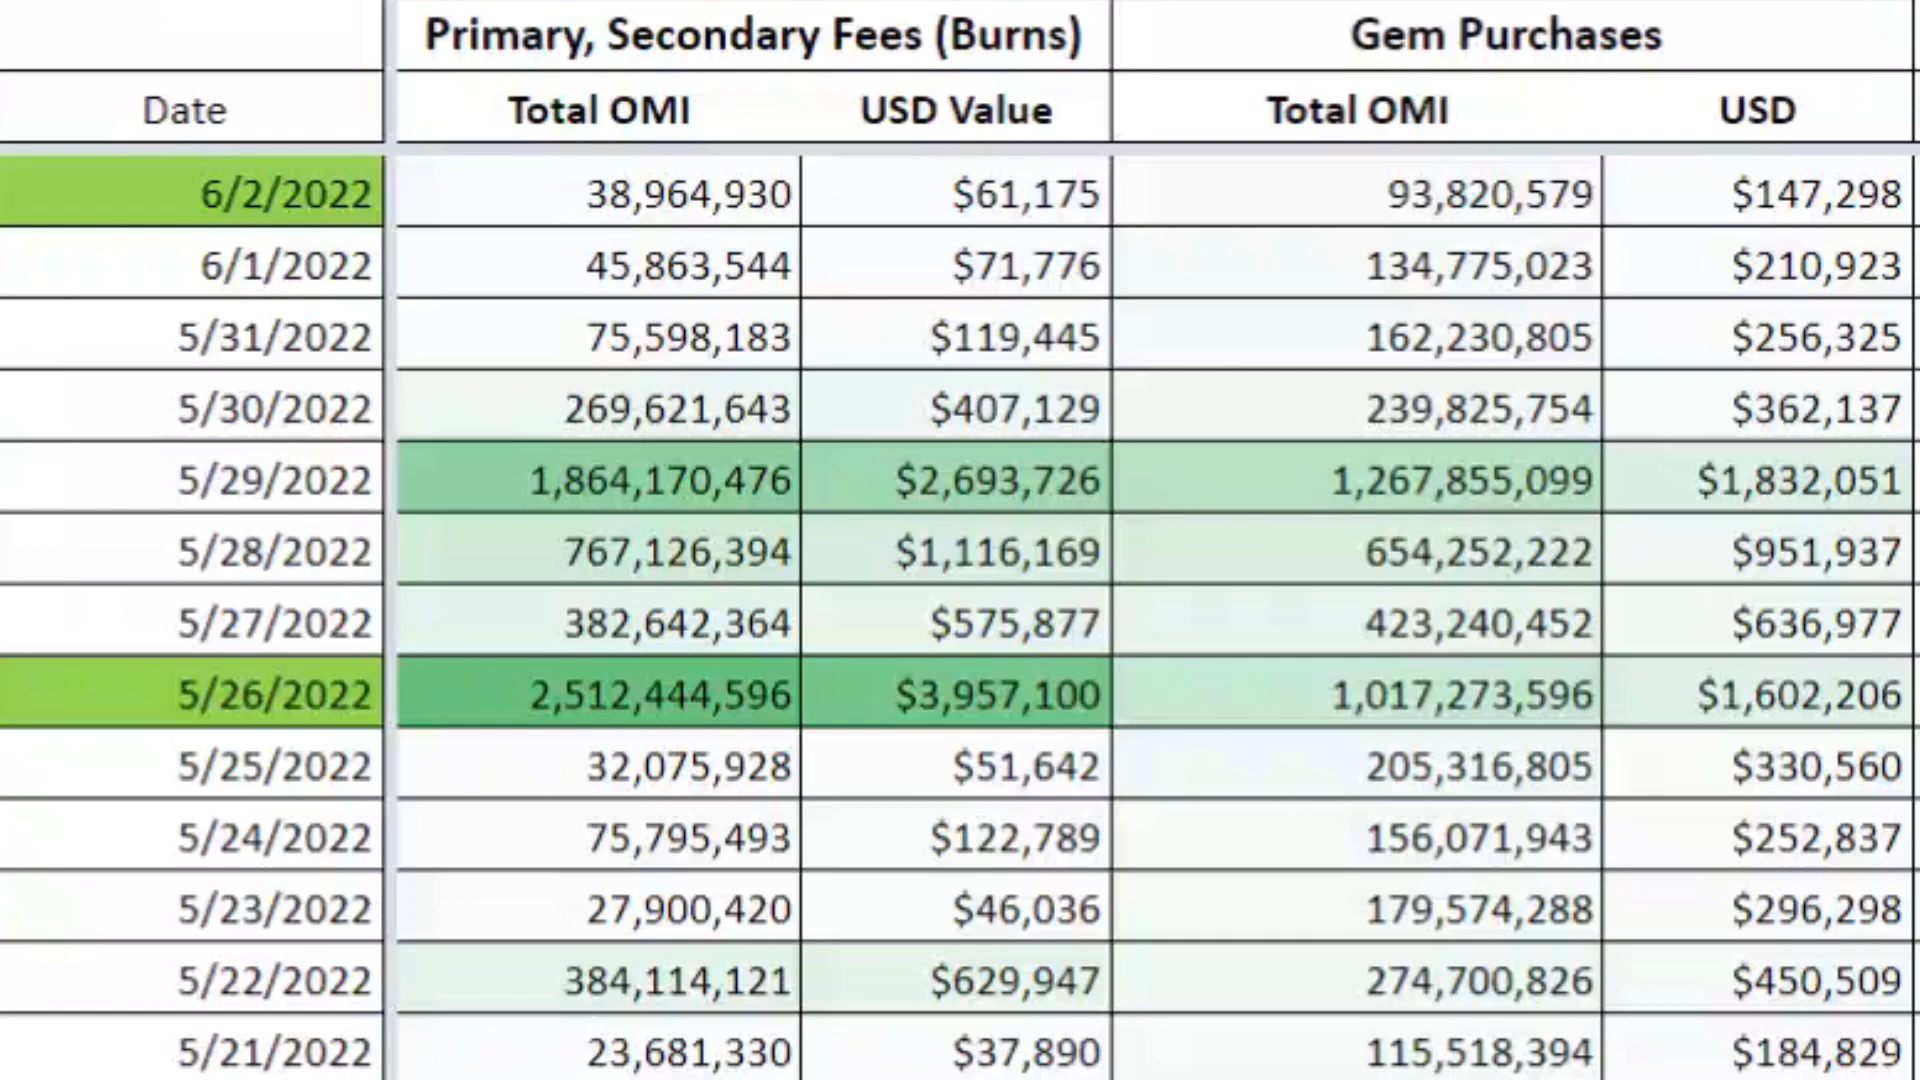 Primary, Secondary Fees (Burns) Gem Purchases
Date Total OMI USD Value Total OMI USD
6/2/2022 38,964,930 $61,175 93,820,579 $147,298
6/1/2022 45,863,544 $71,776 134,775,023 $210,923
5/31/2022 75,598,183 $119,445 162,230,805 $256,325
5/30/2022 269,621,643 $407,129 239,825,754 $362,137
5/29/2022 1,864,170,476 $2,693,726 1,267,855,099 $1,832,051
5/28/2022 767,126,394 $1,116,169 654,252,222 $951,937
5/27/2022 382,642,364 $575,877 423,240,452 $636,977
5/26/2022 2,512,444,596 $3,957,100 1,017,273,596 $1,602,206
5/25/2022 32,075,928 $51,642 205,316,805 $330,560
5/24/2022 75,795,493 $122,789 156,071,943 $252,837
5/23/2022 27,900,420 $46,036 179,574,288 $296,298
5/22/2022 384,114,121 $629,947 274,700,826 $450,509
5/21/2022 23,681,330 $37,890 115,518,394 $184,829